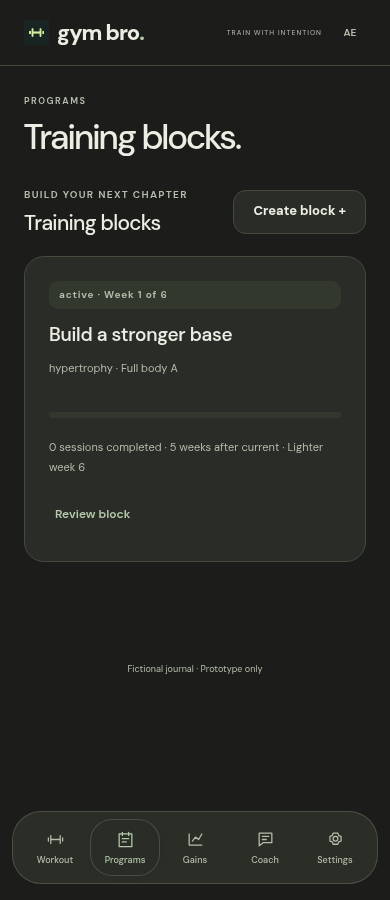 gym bro.
TRAIN WITH INTENTION
AE
PROGRAMS
Training blocks.
BUILD YOUR NEXT CHAPTER
Training blocks
Create block +
active · Week 1 of 6
Build a stronger base
hypertrophy · Full body A
0 sessions completed · 5 weeks after current · Lighter
week 6
Review block
Fictional journal · Prototype only
Workout
Programs
Gains
Coach
Settings